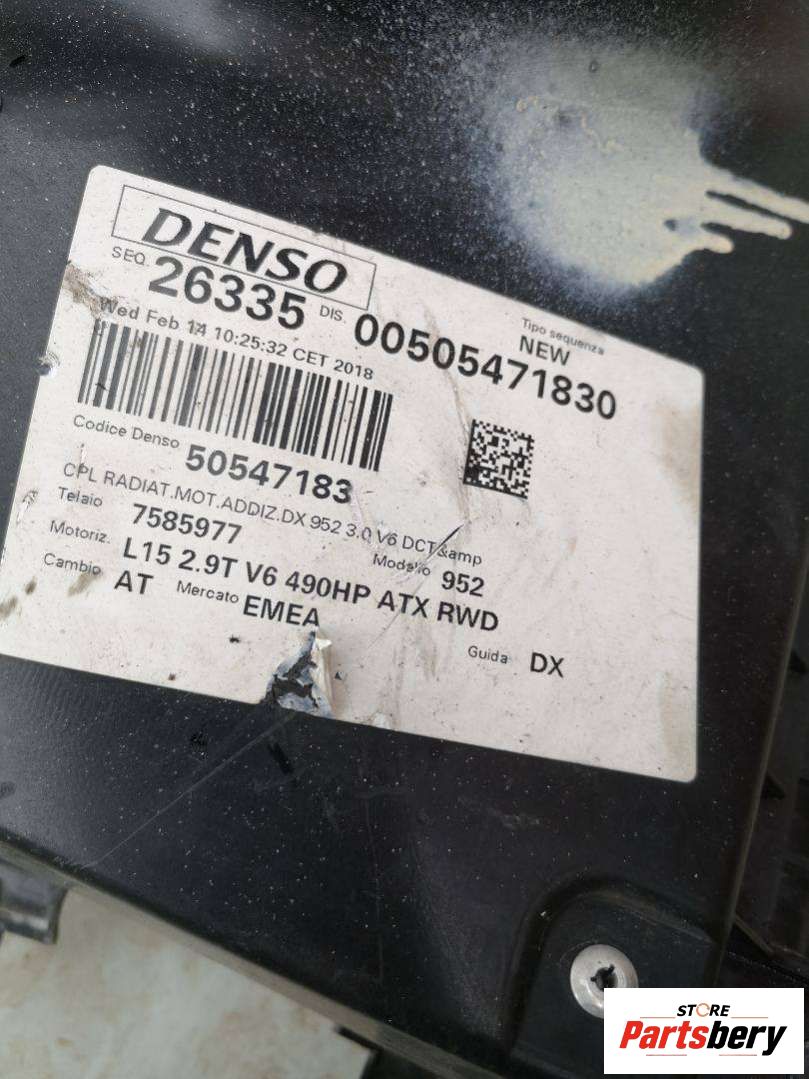 DENSO
SEQ. 26335 DIS. 00505471830
Tipo sequenza
NEW
Wed Feb 14 10:25:32 CET 2018
Codice Denso 50547183
CPL RADIAT.MOT.ADDIZ.DX 952 3.0 V6 DCT&amp
Telaio 7585977 Modello 952
Motoriz. L15 2.9T V6 490HP ATX RWD
Cambio AT Mercato EMEA Guida DX
STORE
Partsbery